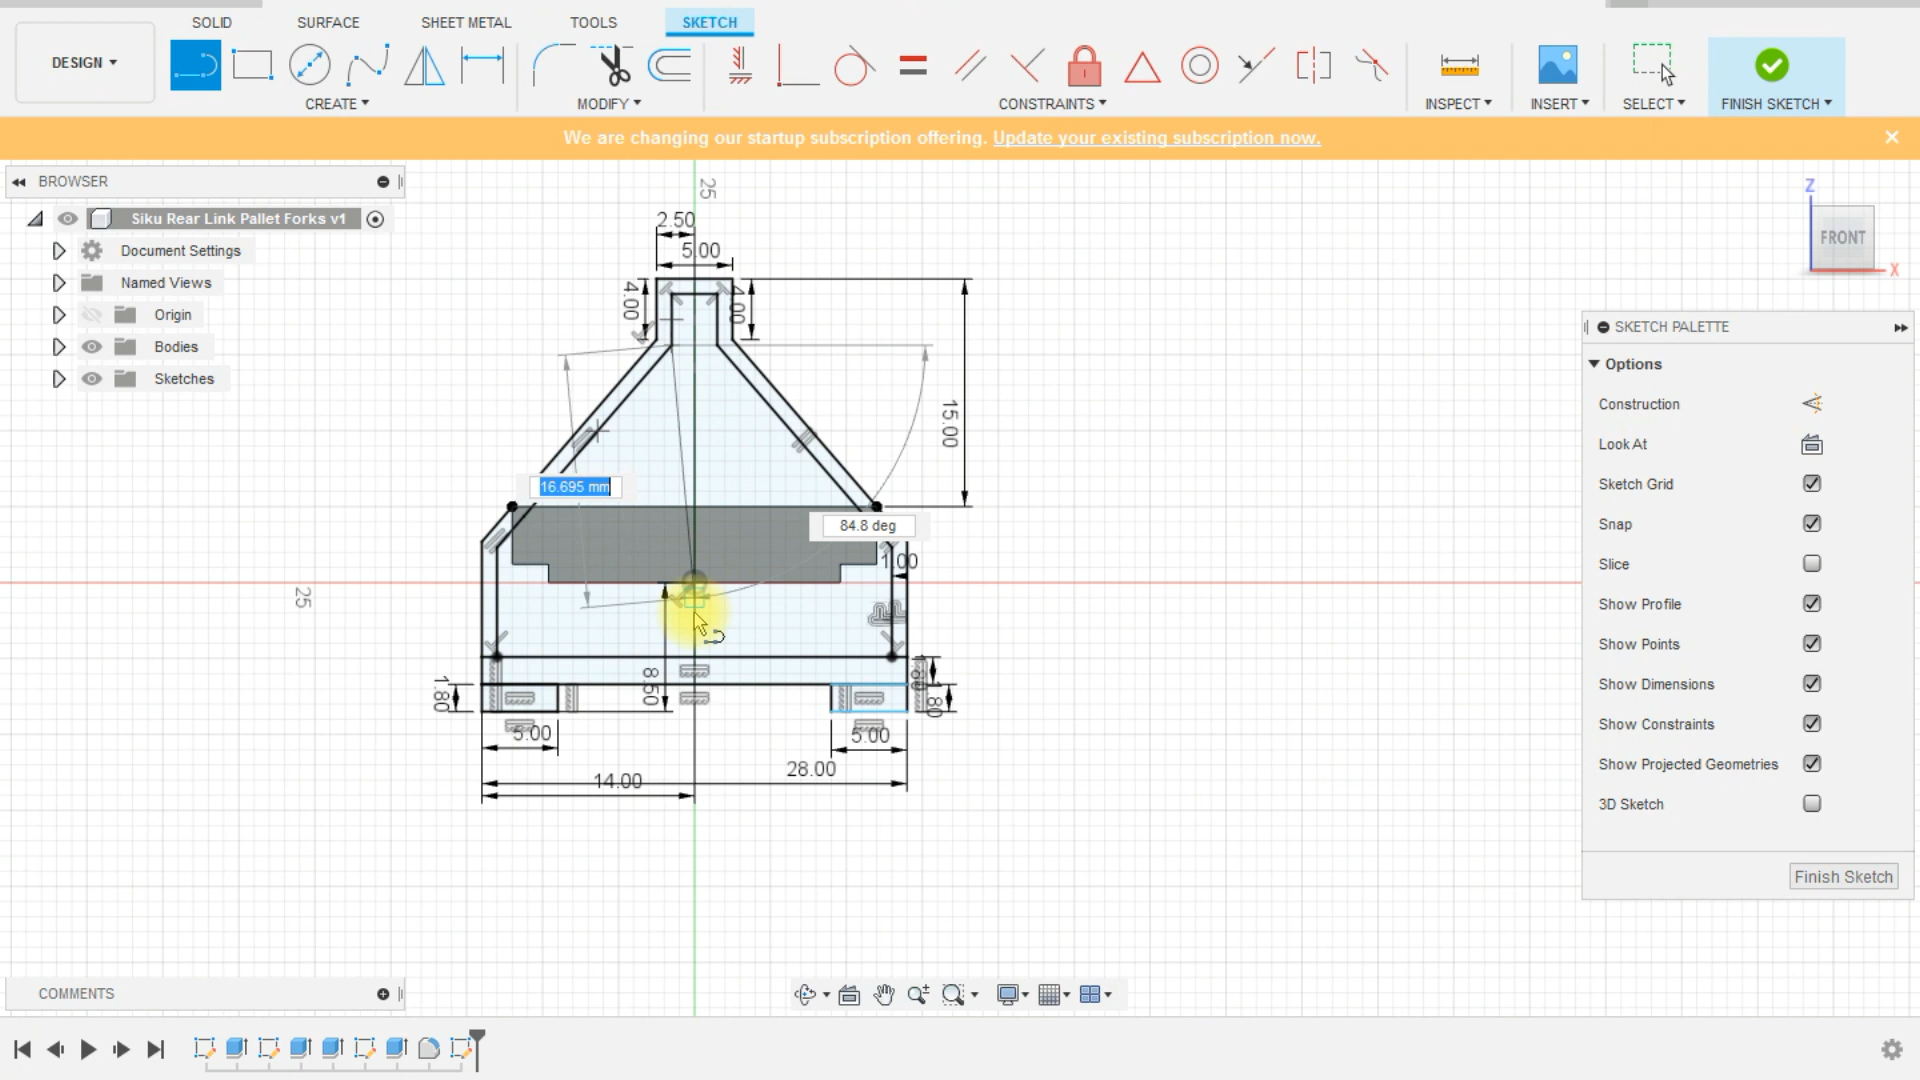 SOLID SURFACE SHEET METAL TOOLS SKETCH
DESIGN
CREATE MODIFY CONSTRAINTS INSPECT INSERT SELECT FINISH SKETCH
We are changing our startup subscription offering. Update your existing subscription now.
BROWSER
Siku Rear Link Pallet Forks v1
Document Settings
Named Views
Origin
Bodies
Sketches
25
2.50
5.00
4.00
4.00
15.00
16.695 mm
84.8 deg
1.00
25
8.50
1.80
1.80
5.00
5.00
28.00
14.00
Z
FRONT
X
SKETCH PALETTE
Options
Construction
Look At
Sketch Grid
Snap
Slice
Show Profile
Show Points
Show Dimensions
Show Constraints
Show Projected Geometries
3D Sketch
Finish Sketch
COMMENTS